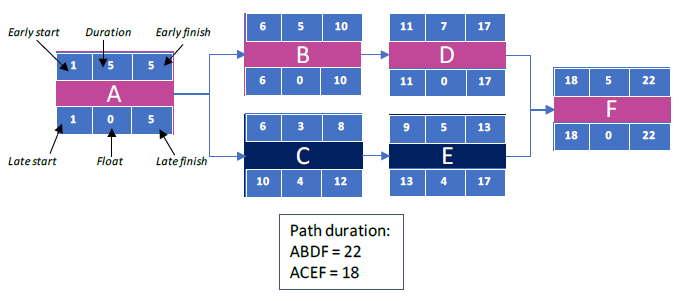 Early start Duration Early finish
1 5 5
A
1 0 5
Late start Float Late finish
6 5 10
B
6 0 10
11 7 17
D
11 0 17
6 3 8
C
10 4 12
9 5 13
E
13 4 17
18 5 22
F
18 0 22
Path duration:
ABDF = 22
ACEF = 18